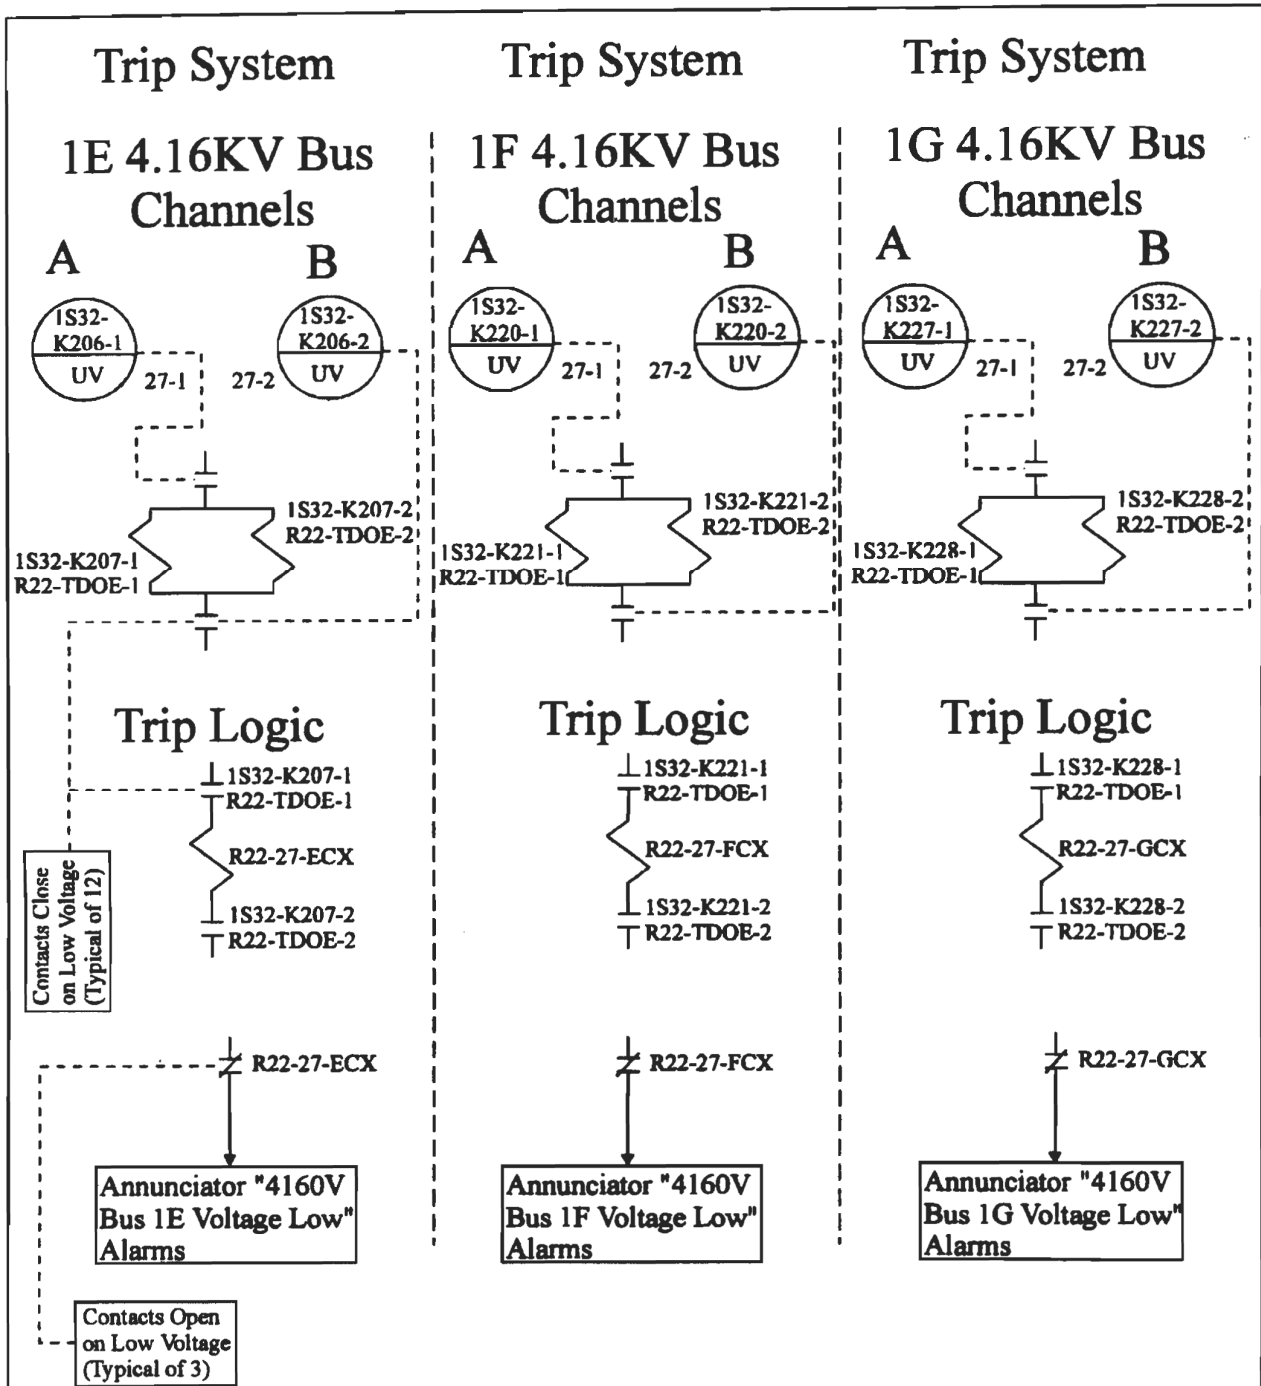 Trip System
1E 4.16KV Bus
Channels
A
B
1S32-
K206-1
UV
27-1
27-2
1S32-
K206-2
UV
1S32-K207-2
R22-TDOE-2
1S32-K207-1
R22-TDOE-1
Trip Logic
1S32-K207-1
R22-TDOE-1
R22-27-ECX
1S32-K207-2
R22-TDOE-2
Contacts Close
on Low Voltage
(Typical of 12)
R22-27-ECX
Annunciator "4160V
Bus 1E Voltage Low"
Alarms
Contacts Open
on Low Voltage
(Typical of 3)
Trip System
1F 4.16KV Bus
Channels
A
B
1S32-
K220-1
UV
27-1
27-2
1S32-
K220-2
UV
1S32-K221-2
R22-TDOE-2
1S32-K221-1
R22-TDOE-1
Trip Logic
1S32-K221-1
R22-TDOE-1
R22-27-FCX
1S32-K221-2
R22-TDOE-2
R22-27-FCX
Annunciator "4160V
Bus 1F Voltage Low"
Alarms
Trip System
1G 4.16KV Bus
Channels
A
B
1S32-
K227-1
UV
27-1
27-2
1S32-
K227-2
UV
1S32-K228-2
R22-TDOE-2
1S32-K228-1
R22-TDOE-1
Trip Logic
1S32-K228-1
R22-TDOE-1
R22-27-GCX
1S32-K228-2
R22-TDOE-2
R22-27-GCX
Annunciator "4160V
Bus 1G Voltage Low"
Alarms